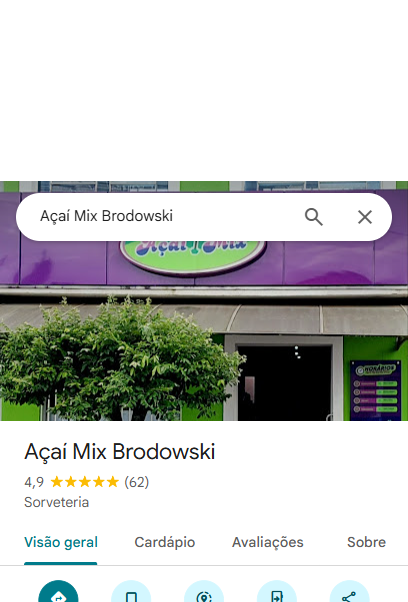 Açaí Mix Brodowski
Açaí Mix
HORÁRIOS
Açaí Mix Brodowski
4,9 ★★★★★ (62)
Sorveteria
Visão geral Cardápio Avaliações Sobre